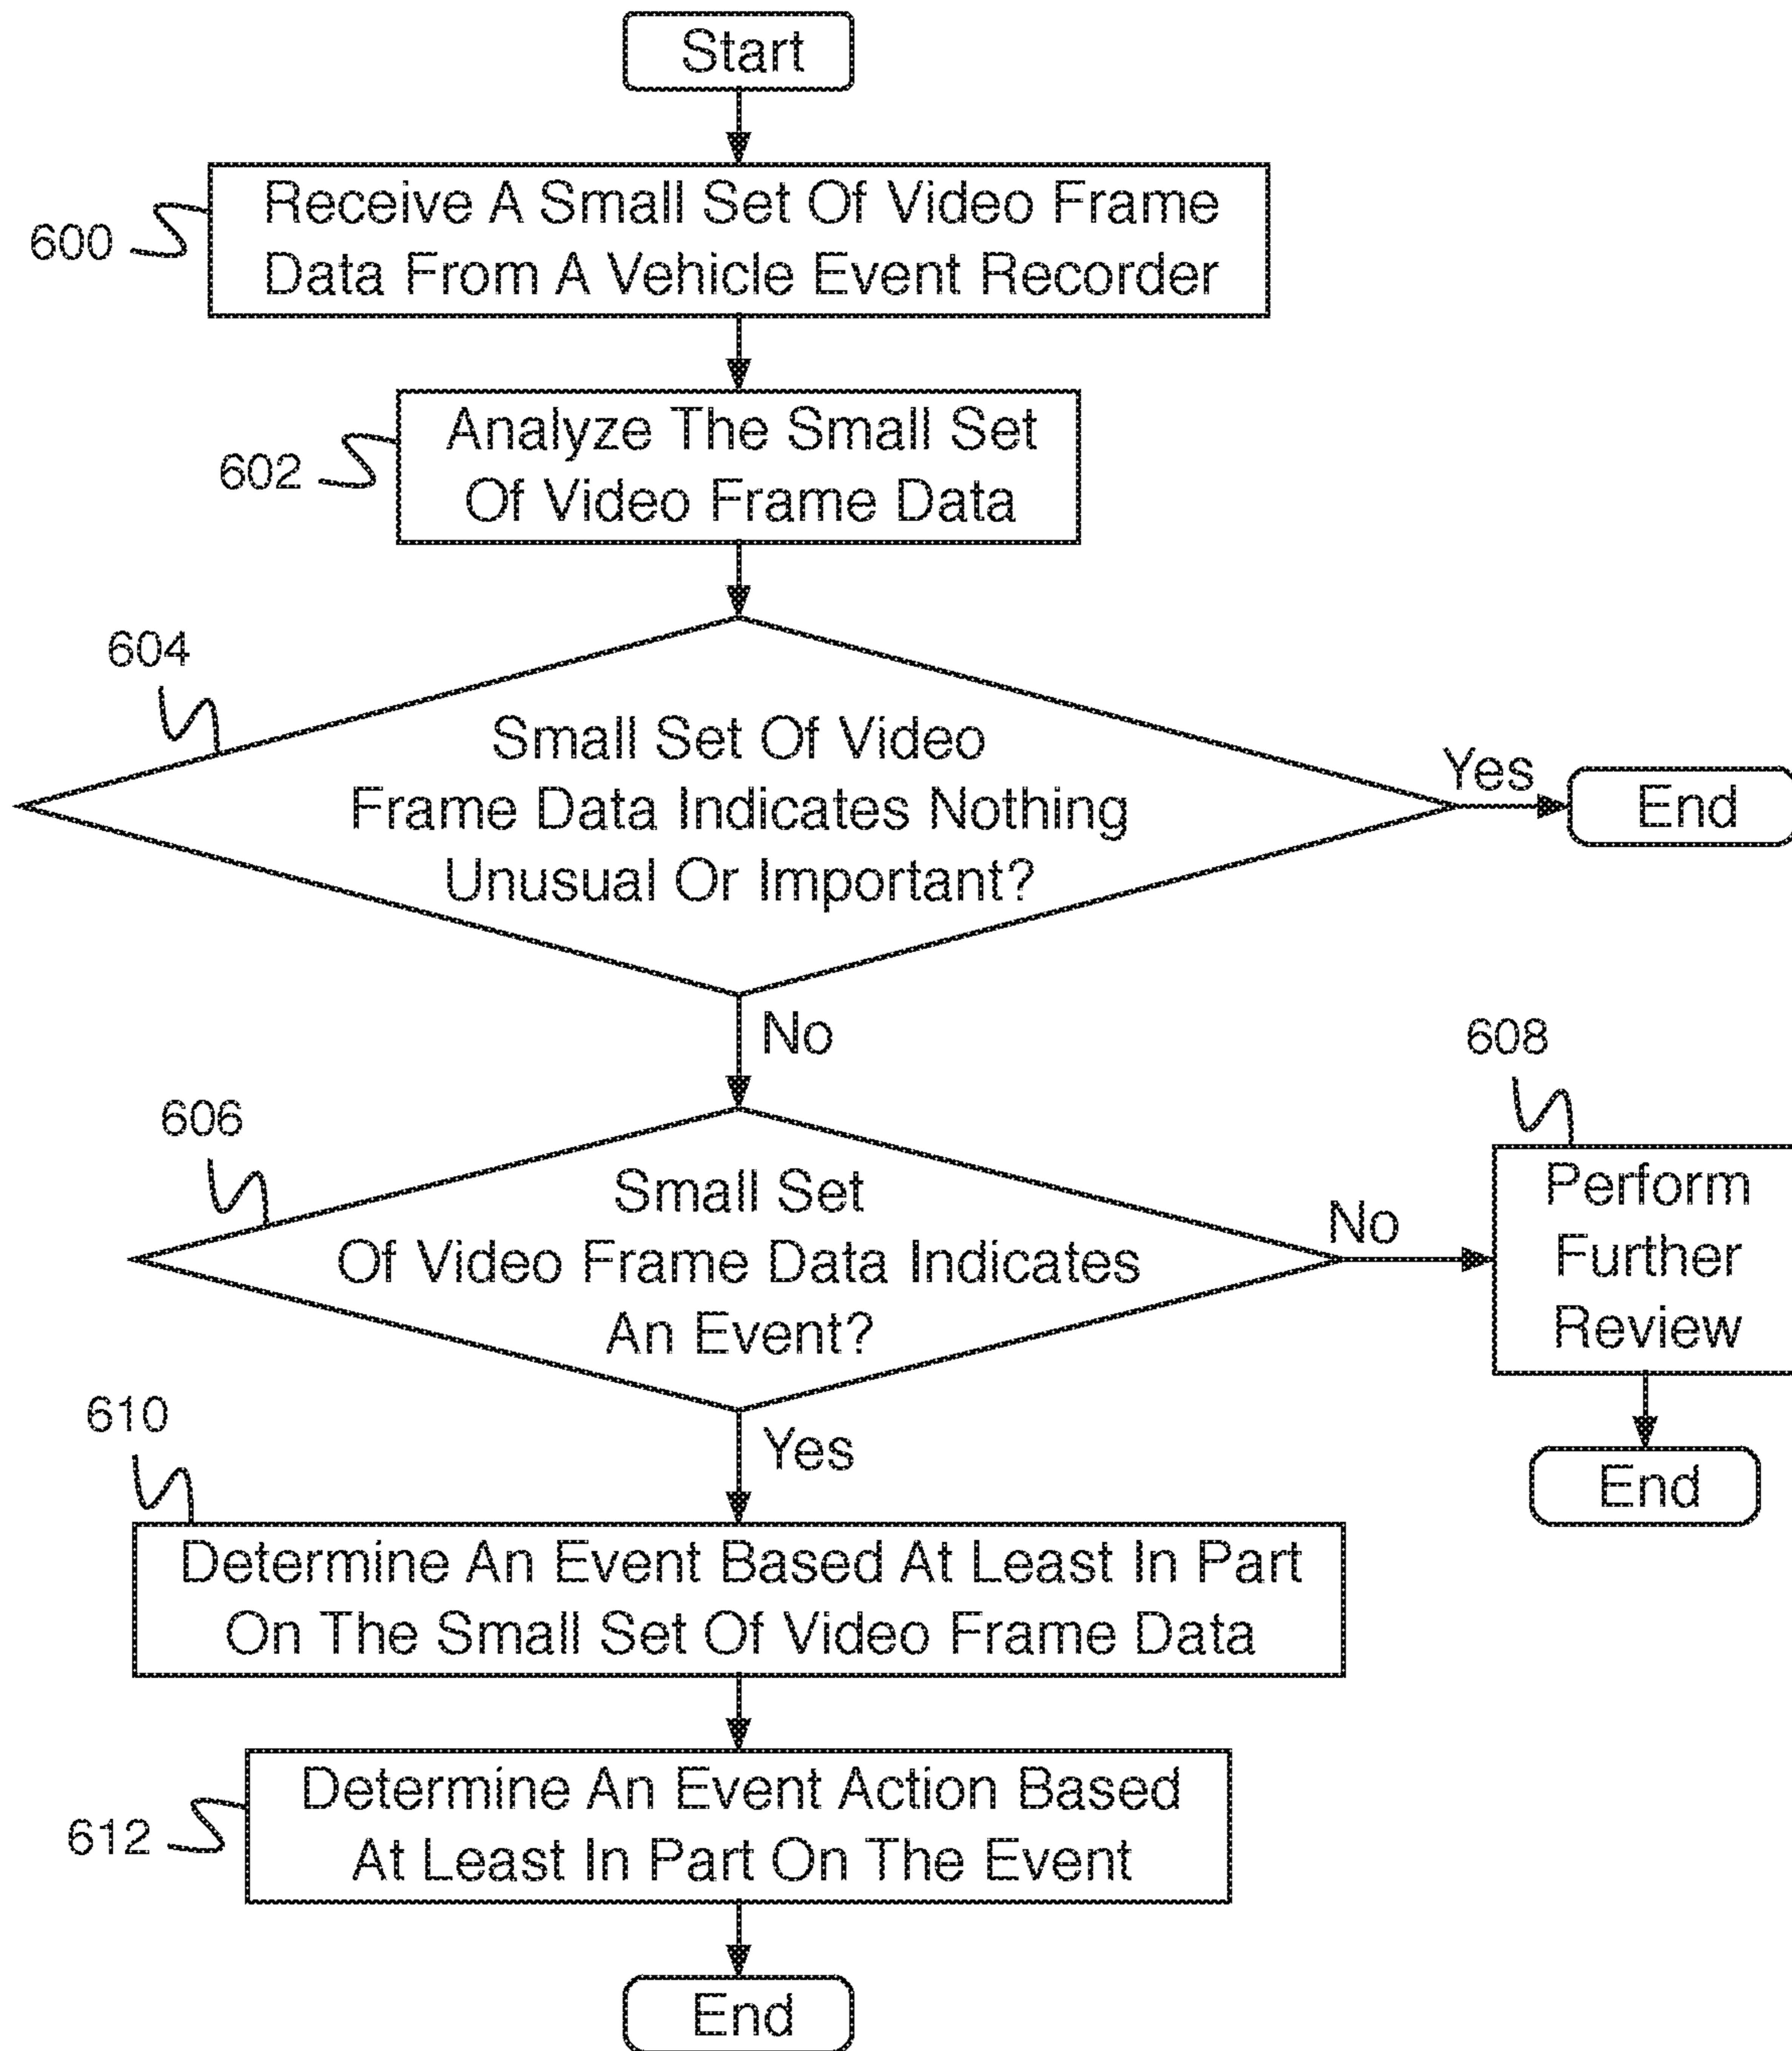 Start
600
Receive A Small Set Of Video Frame
Data From A Vehicle Event Recorder
602
Analyze The Small Set
Of Video Frame Data
604
Small Set Of Video
Frame Data Indicates Nothing
Unusual Or Important?
Yes
End
No
606
Small Set
Of Video Frame Data Indicates
An Event?
No
608
Perform
Further
Review
End
Yes
610
Determine An Event Based At Least In Part
On The Small Set Of Video Frame Data
612
Determine An Event Action Based
At Least In Part On The Event
End